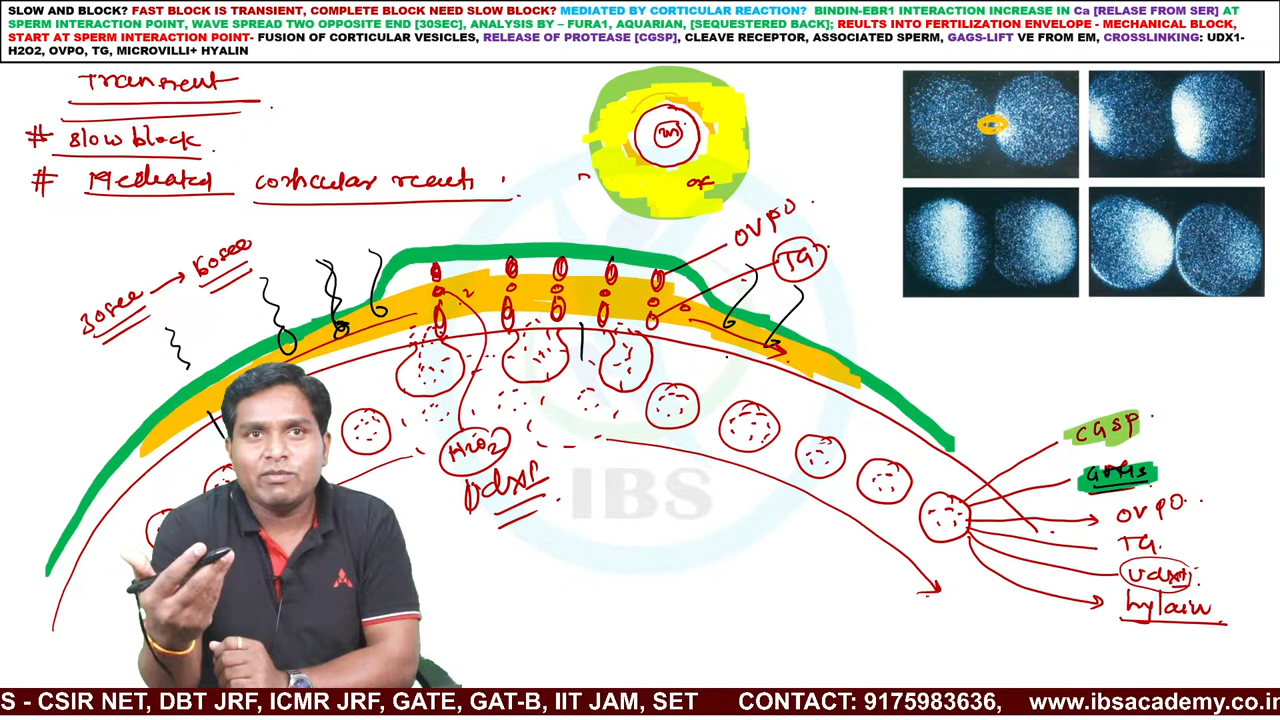 SLOW AND BLOCK? FAST BLOCK IS TRANSIENT, COMPLETE BLOCK NEED SLOW BLOCK? MEDIATED BY CORTICULAR REACTION? BINDIN-EBR1 INTERACTION INCREASE IN Ca [RELASE FROM SER] AT
SPERM INTERACTION POINT, WAVE SPREAD TWO OPPOSITE END [30SEC], ANALYSIS BY – FURA1, AQUARIAN, [SEQUESTERED BACK]; REULTS INTO FERTILIZATION ENVELOPE - MECHANICAL BLOCK,
START AT SPERM INTERACTION POINT- FUSION OF CORTICULAR VESICLES, RELEASE OF PROTEASE [CGSP], CLEAVE RECEPTOR, ASSOCIATED SPERM, GAGS-LIFT VE FROM EM, CROSSLINKING: UDX1-
H2O2, OVPO, TG, MICROVILLI+ HYALIN
Transent
# slow block
# Mediated corticular reacti
30sec → 60sec
OVPO
TG
H2O2
Udx1
IBS
CGSP
GAGs
OVPO
TG
Udx1
hylain
S - CSIR NET, DBT JRF, ICMR JRF, GATE, GAT-B, IIT JAM, SET CONTACT: 9175983636, www.ibsacademy.co.i